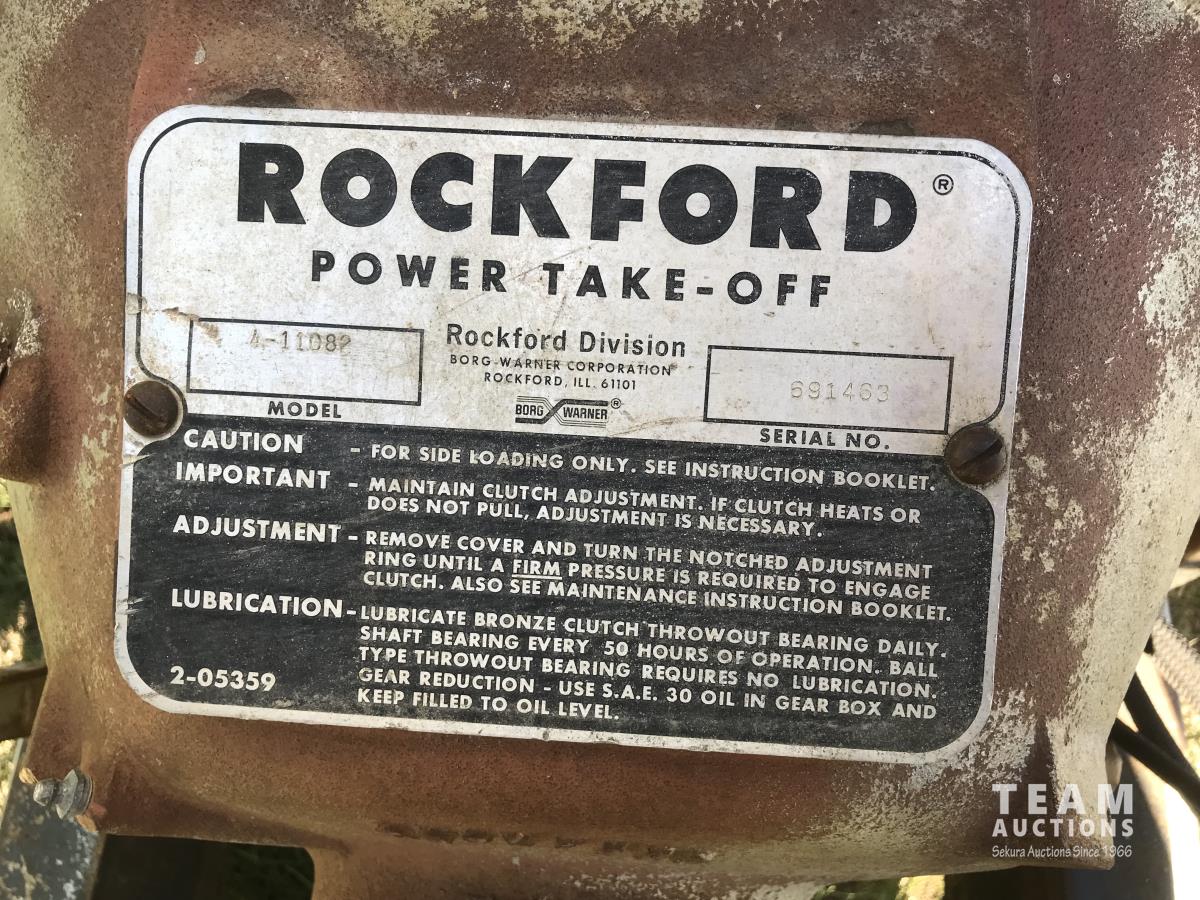 ROCKFORD®
POWER TAKE-OFF
4-11082
MODEL
Rockford Division
BORG-WARNER CORPORATION
ROCKFORD, ILL. 61101
BORG WARNER®
691463
SERIAL NO.
CAUTION - FOR SIDE LOADING ONLY. SEE INSTRUCTION BOOKLET.
IMPORTANT - MAINTAIN CLUTCH ADJUSTMENT. IF CLUTCH HEATS OR
DOES NOT PULL, ADJUSTMENT IS NECESSARY.
ADJUSTMENT - REMOVE COVER AND TURN THE NOTCHED ADJUSTMENT
RING UNTIL A FIRM PRESSURE IS REQUIRED TO ENGAGE
CLUTCH. ALSO SEE MAINTENANCE INSTRUCTION BOOKLET.
LUBRICATION - LUBRICATE BRONZE CLUTCH THROWOUT BEARING DAILY.
SHAFT BEARING EVERY 50 HOURS OF OPERATION. BALL
TYPE THROWOUT BEARING REQUIRES NO LUBRICATION.
GEAR REDUCTION - USE S.A.E. 30 OIL IN GEAR BOX AND
KEEP FILLED TO OIL LEVEL.
2-05359
TEAM
AUCTIONS
Sekura Auctions Since 1966